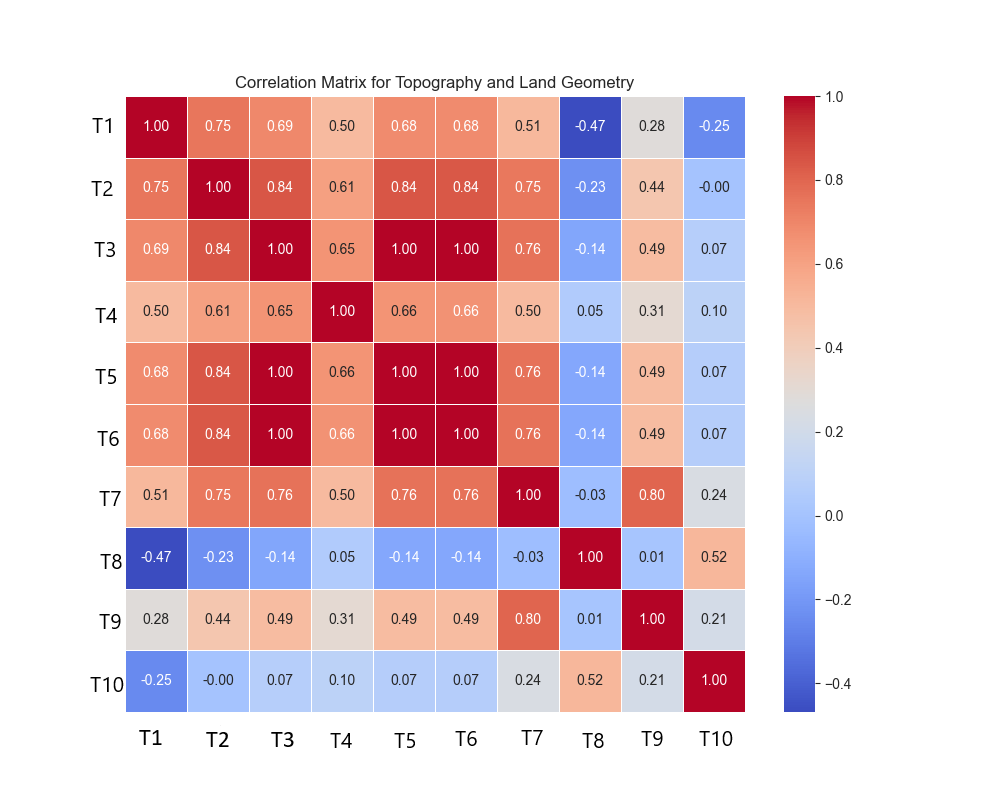 Correlation Matrix for Topography and Land Geometry
T1 1.00 0.75 0.69 0.50 0.68 0.68 0.51 -0.47 0.28 -0.25
T2 0.75 1.00 0.84 0.61 0.84 0.84 0.75 -0.23 0.44 -0.00
T3 0.69 0.84 1.00 0.65 1.00 1.00 0.76 -0.14 0.49 0.07
T4 0.50 0.61 0.65 1.00 0.66 0.66 0.50 0.05 0.31 0.10
T5 0.68 0.84 1.00 0.66 1.00 1.00 0.76 -0.14 0.49 0.07
T6 0.68 0.84 1.00 0.66 1.00 1.00 0.76 -0.14 0.49 0.07
T7 0.51 0.75 0.76 0.50 0.76 0.76 1.00 -0.03 0.80 0.24
T8 -0.47 -0.23 -0.14 0.05 -0.14 -0.14 -0.03 1.00 0.01 0.52
T9 0.28 0.44 0.49 0.31 0.49 0.49 0.80 0.01 1.00 0.21
T10 -0.25 -0.00 0.07 0.10 0.07 0.07 0.24 0.52 0.21 1.00
T1 T2 T3 T4 T5 T6 T7 T8 T9 T10
1.0
0.8
0.6
0.4
0.2
0.0
−0.2
−0.4